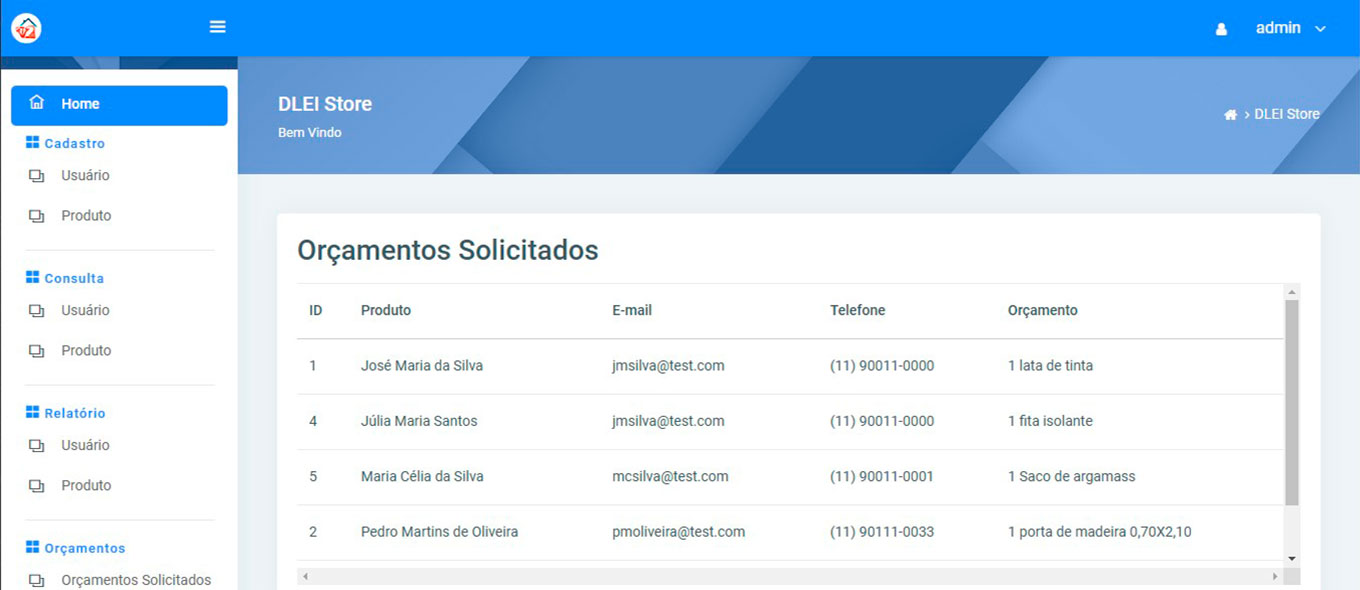 admin
Home
Cadastro
Usuário
Produto
Consulta
Usuário
Produto
Relatório
Usuário
Produto
Orçamentos
Orçamentos Solicitados
DLEI Store
Bem Vindo
> DLEI Store
Orçamentos Solicitados
ID Produto E-mail Telefone Orçamento
1 José Maria da Silva jmsilva@test.com (11) 90011-0000 1 lata de tinta
4 Júlia Maria Santos jmsilva@test.com (11) 90011-0000 1 fita isolante
5 Maria Célia da Silva mcsilva@test.com (11) 90011-0001 1 Saco de argamass
2 Pedro Martins de Oliveira pmoliveira@test.com (11) 90111-0033 1 porta de madeira 0,70X2,10